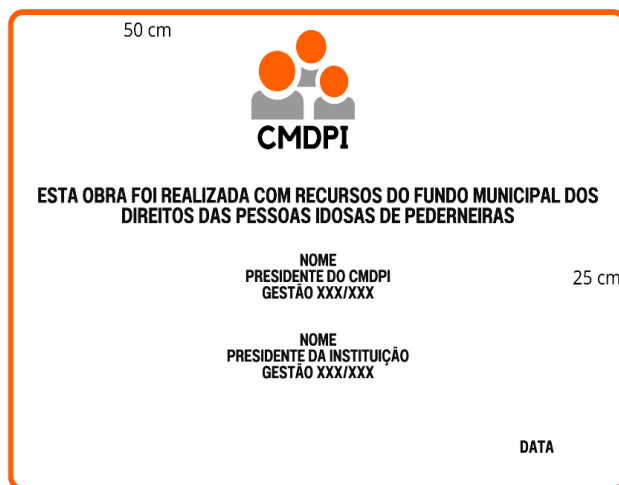 50 cm
CMDPI
ESTA OBRA FOI REALIZADA COM RECURSOS DO FUNDO MUNICIPAL DOS
DIREITOS DAS PESSOAS IDOSAS DE PEDERNEIRAS
NOME
PRESIDENTE DO CMDPI
GESTÃO XXX/XXX
25 cm
NOME
PRESIDENTE DA INSTITUIÇÃO
GESTÃO XXX/XXX
DATA